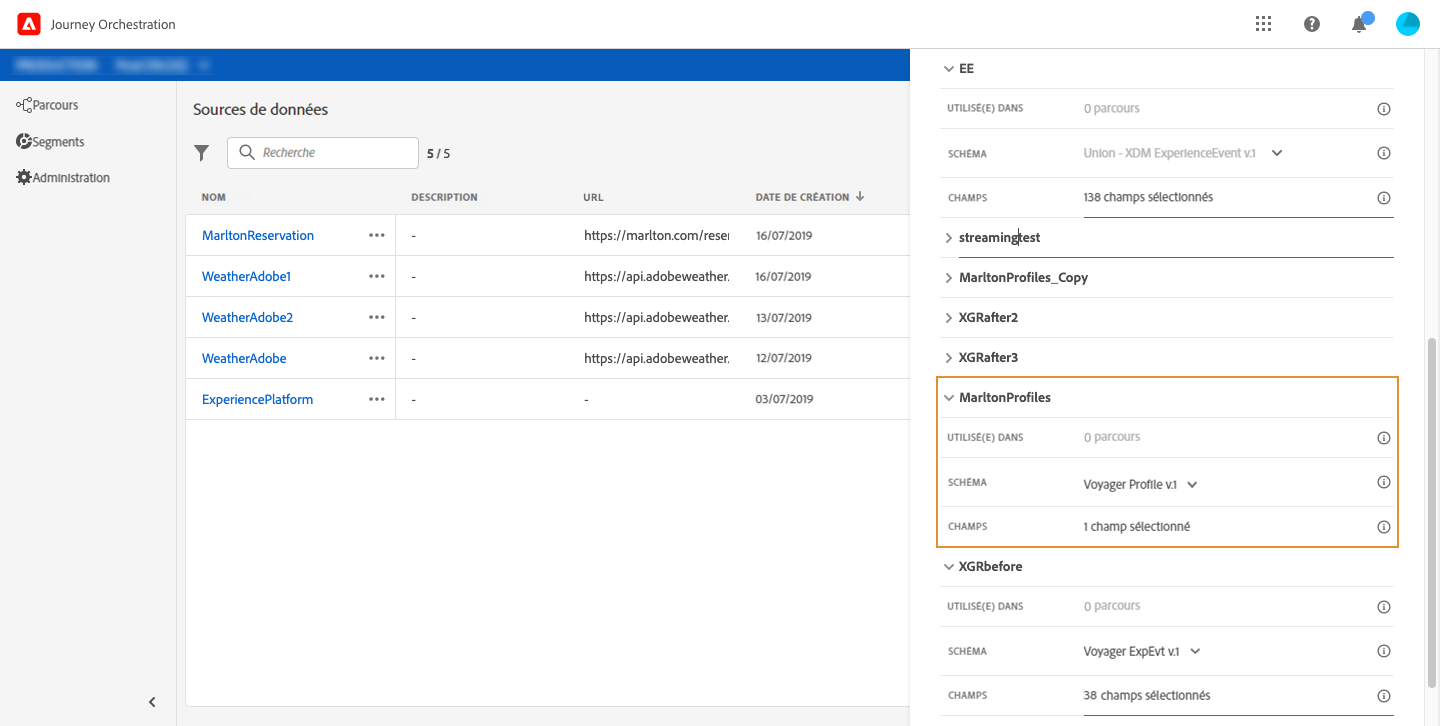 Journey Orchestration
Parcours
Segments
Administration
Sources de données
Recherche
5 / 5
NOM DESCRIPTION URL DATE DE CRÉATION
MarltonReservation ••• - https://marlton.com/reser 16/07/2019
WeatherAdobe1 ••• - https://api.adobeweather. 16/07/2019
WeatherAdobe2 ••• - https://api.adobeweather. 13/07/2019
WeatherAdobe ••• - https://api.adobeweather. 12/07/2019
ExperiencePlatform ••• - - 03/07/2019
EE
UTILISÉ(E) DANS 0 parcours
SCHÉMA Union - XDM ExperienceEvent v.1
CHAMPS 138 champs sélectionnés
streamingtest
MarltonProfiles_Copy
XGRafter2
XGRafter3
MarltonProfiles
UTILISÉ(E) DANS 0 parcours
SCHÉMA Voyager Profile v.1
CHAMPS 1 champ sélectionné
XGRbefore
UTILISÉ(E) DANS 0 parcours
SCHÉMA Voyager ExpEvt v.1
CHAMPS 38 champs sélectionnés